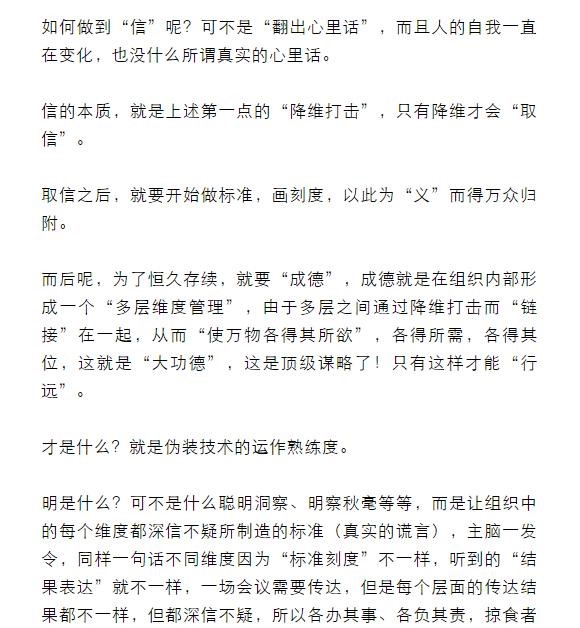 如何做到“信”呢？可不是“翻出心里话”，而且人的自我一直
在变化，也没什么所谓真实的心里话。
信的本质，就是上述第一点的“降维打击”，只有降维才会“取
信”。
取信之后，就要开始做标准，画刻度，以此为“义”而得万众归
附。
而后呢，为了恒久存续，就要“成德”，成德就是在组织内部形
成一个“多层维度管理”，由于多层之间通过降维打击而“链
接”在一起，从而“使万物各得其所欲”，各得所需，各得其
位，这就是“大功德”，这是顶级谋略了！只有这样才能“行
远”。
才是什么？就是伪装技术的运作熟练度。
明是什么？可不是什么聪明洞察、明察秋毫等等，而是让组织中
的每个维度都深信不疑所制造的标准（真实的谎言），主脑一发
令，同样一句话不同维度因为“标准刻度”不一样，听到的“结
果表达”就不一样，一场会议需要传达，但是每个层面的传达结
果都不一样，但都深信不疑，所以各办其事、各负其责，掠食者